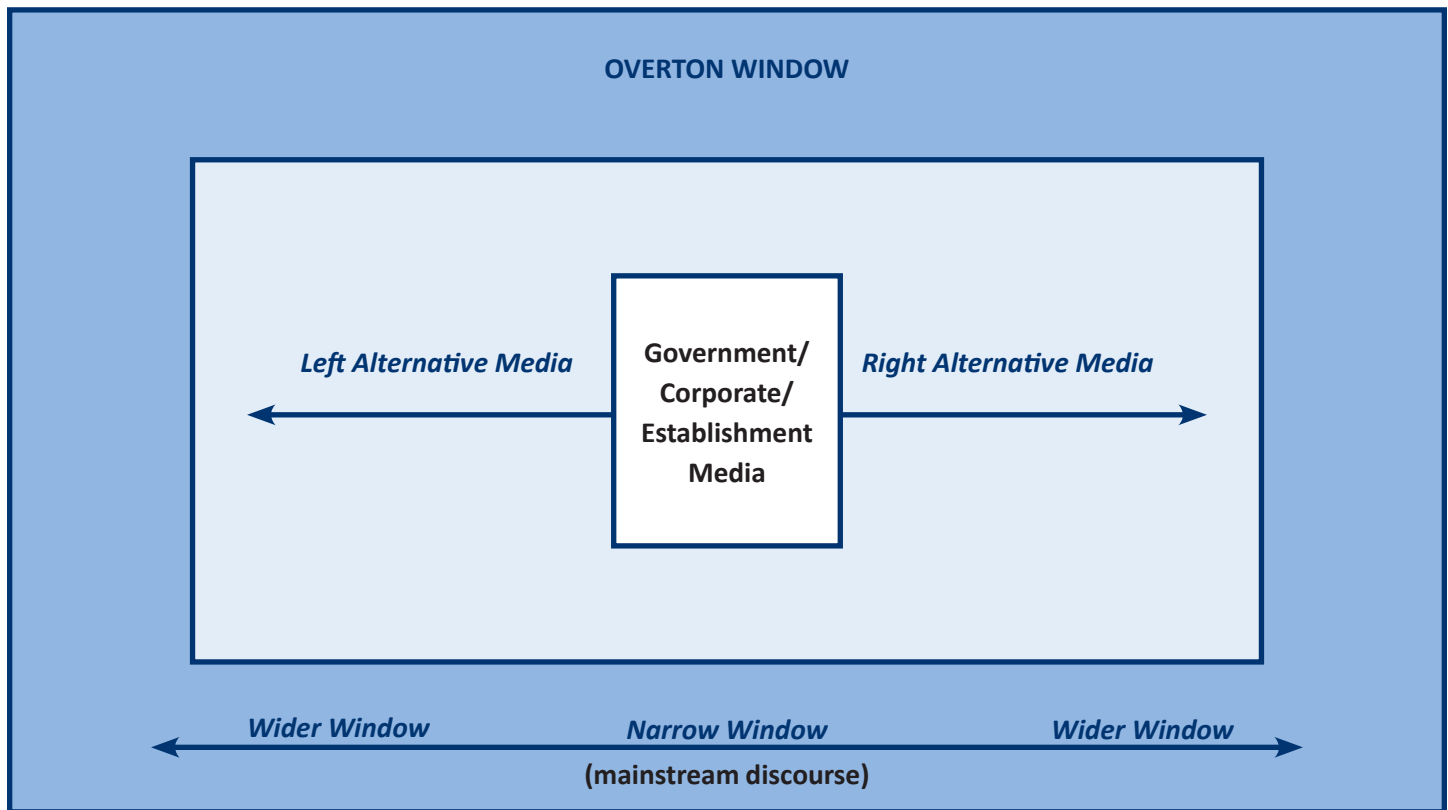 OVERTON WINDOW
Left Alternative Media
Government/
Corporate/
Establishment
Media
Right Alternative Media
Wider Window
Narrow Window
Wider Window
(mainstream discourse)